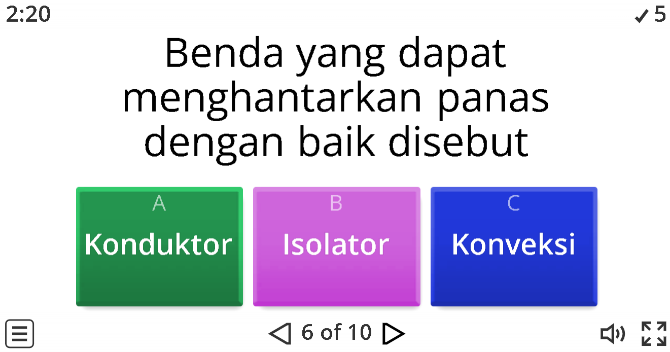 2:20
✓ 5
Benda yang dapat
menghantarkan panas
dengan baik disebut
A
Konduktor
B
Isolator
C
Konveksi
6 of 10